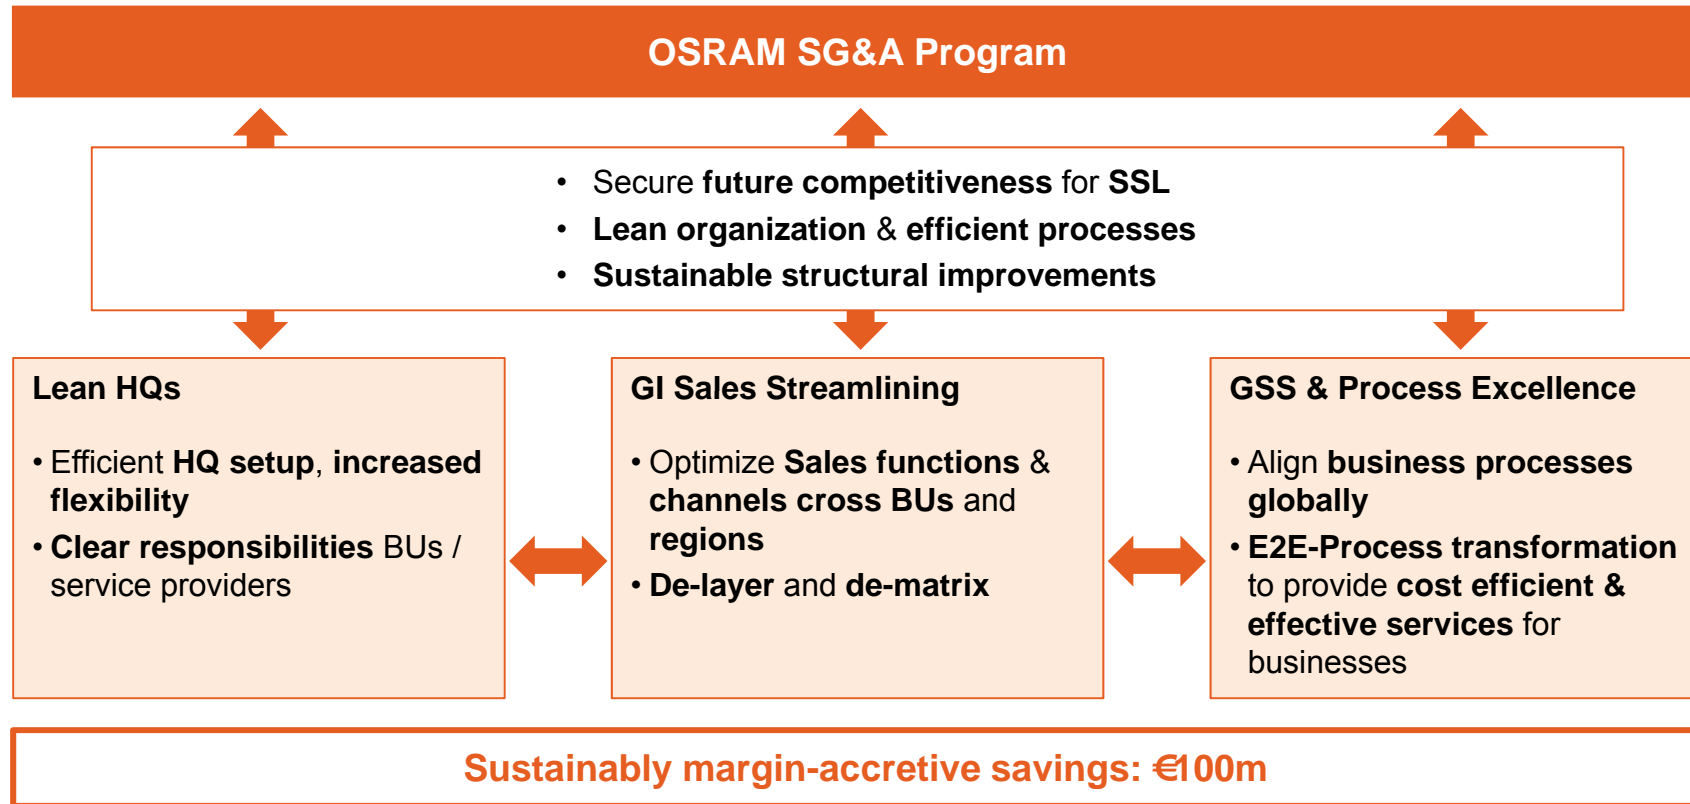 OSRAM SG&A Program
• Secure future competitiveness for SSL
• Lean organization & efficient processes
• Sustainable structural improvements
Lean HQs
• Efficient HQ setup, increased
flexibility
• Clear responsibilities BUs /
service providers
GI Sales Streamlining
• Optimize Sales functions &
channels cross BUs and
regions
• De-layer and de-matrix
GSS & Process Excellence
• Align business processes
globally
• E2E-Process transformation
to provide cost efficient &
effective services for
businesses
Sustainably margin-accretive savings: €100m